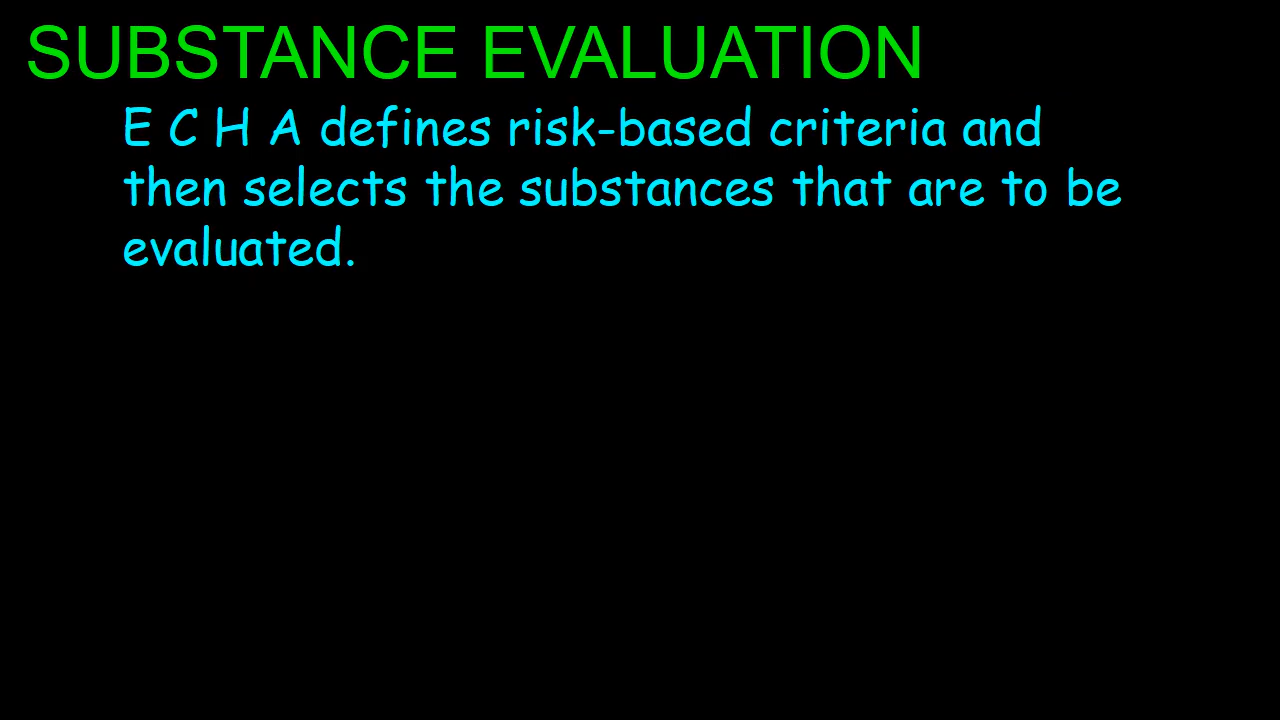 SUBSTANCE EVALUATION
E C H A defines risk-based criteria and
then selects the substances that are to be
evaluated.